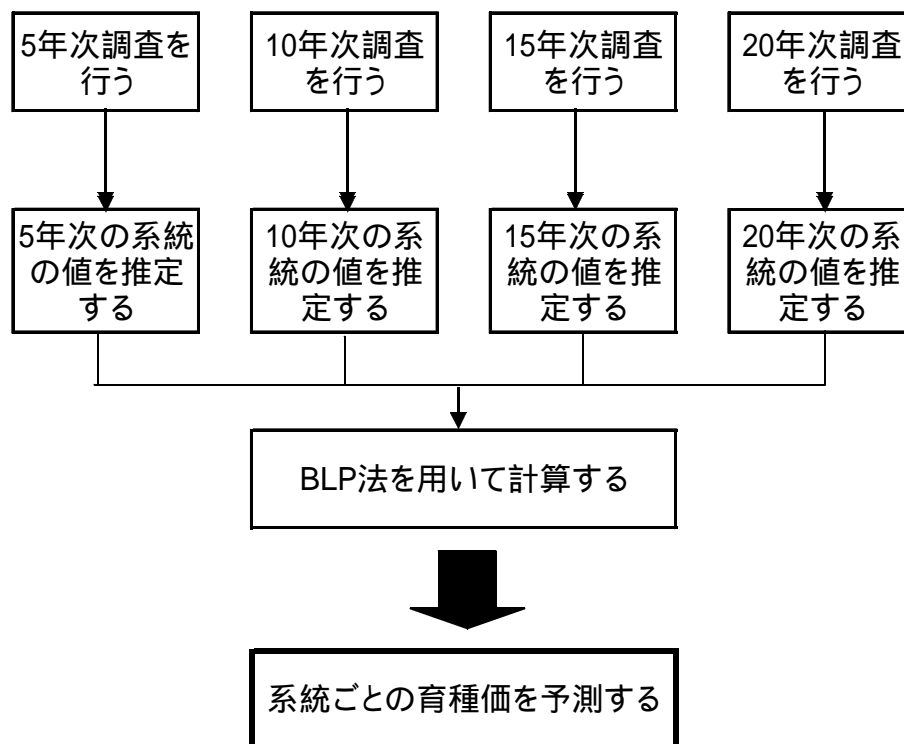 5年次調査を
行う
10年次調査
を行う
15年次調査
を行う
20年次調査
を行う
5年次の系統
の値を推定
する
10年次の系
統の値を推
定する
15年次の系
統の値を推
定する
20年次の系
統の値を推
定する
BLP法を用いて計算する
系統ごとの育種価を予測する